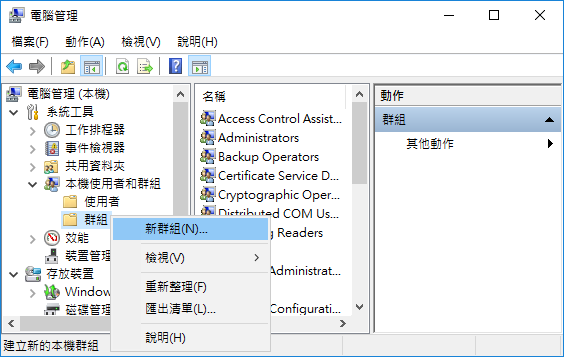 電腦管理
檔案(F) 動作(A) 檢視(V) 說明(H)
電腦管理 (本機)
系統工具
工作排程器
事件檢視器
共用資料夾
本機使用者和群組
使用者
群組
效能
裝置管理
存放裝置
Window
磁碟管理
名稱
Access Control Assist...
Administrators
Backup Operators
Certificate Service D...
Cryptographic Oper...
Distributed COM Us...
g Readers
Administrat...
Configurati...
新群組(N)...
檢視(V)
重新整理(F)
匯出清單(L)...
說明(H)
動作
群組
其他動作
建立新的本機群組